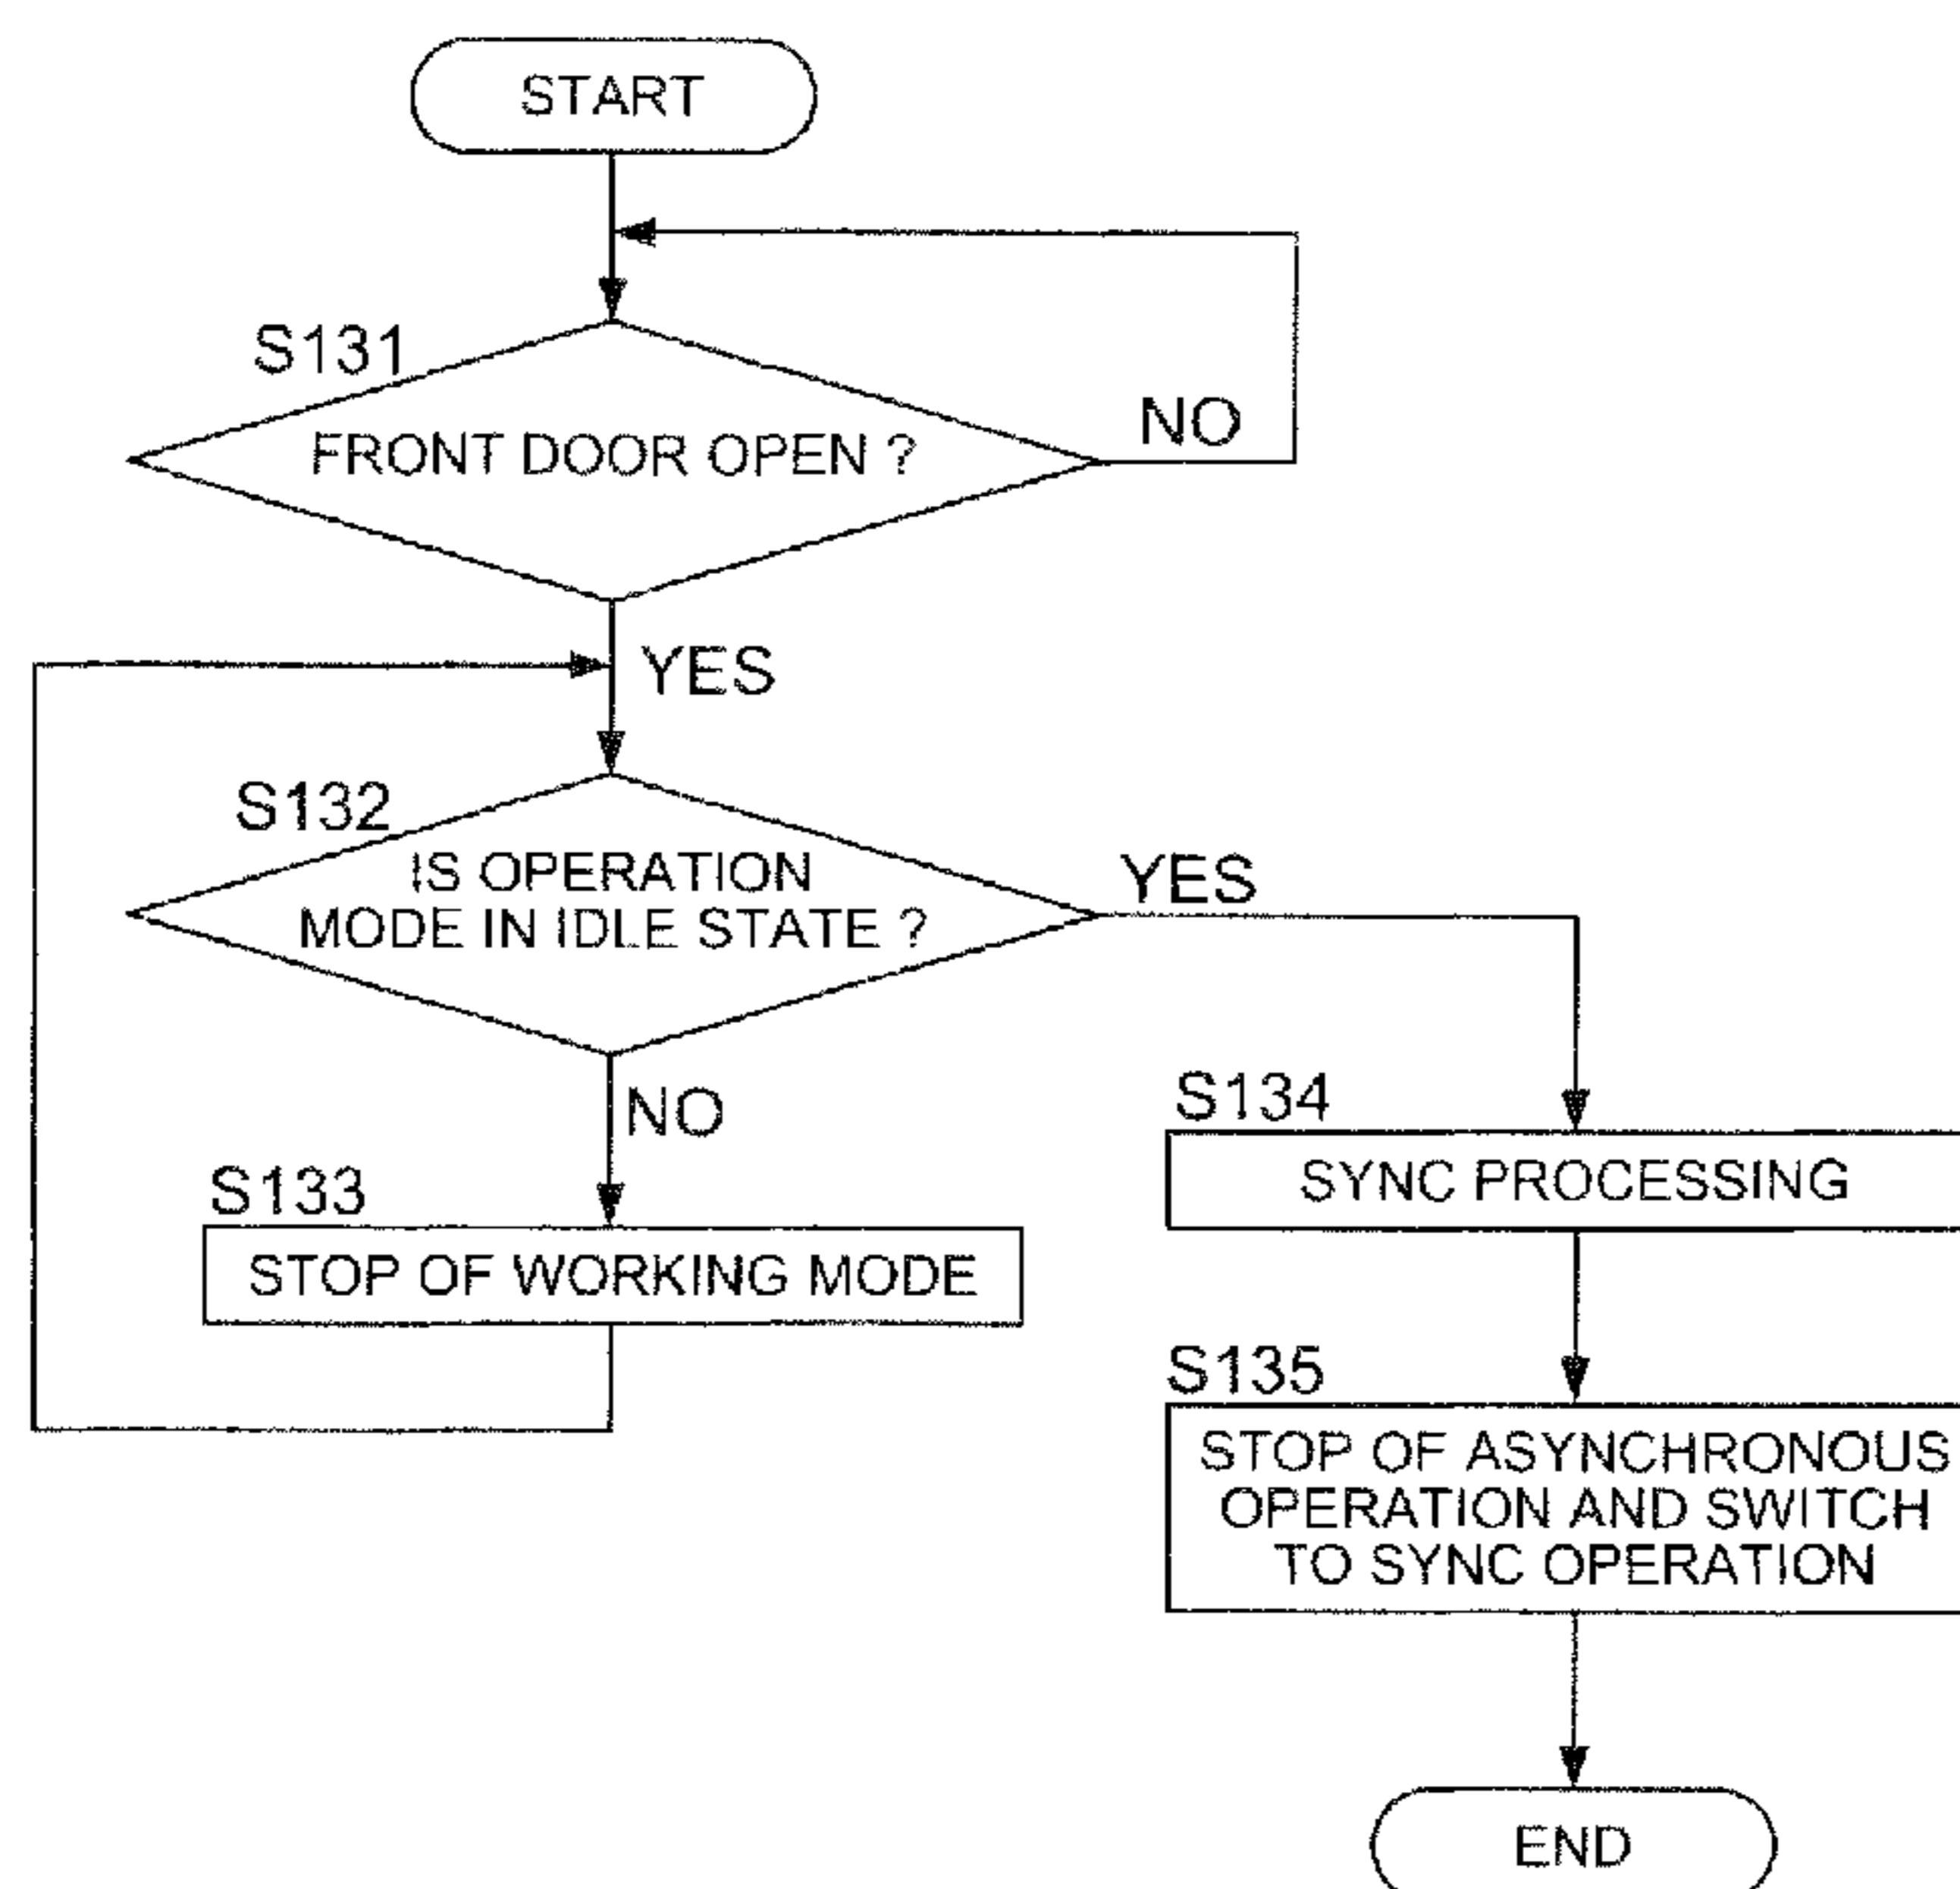 START
S131
FRONT DOOR OPEN ?
NO
YES
S132
IS OPERATION
MODE IN IDLE STATE ?
YES
NO
S133
STOP OF WORKING MODE
S134
SYNC PROCESSING
S135
STOP OF ASYNCHRONOUS
OPERATION AND SWITCH
TO SYNC OPERATION
END